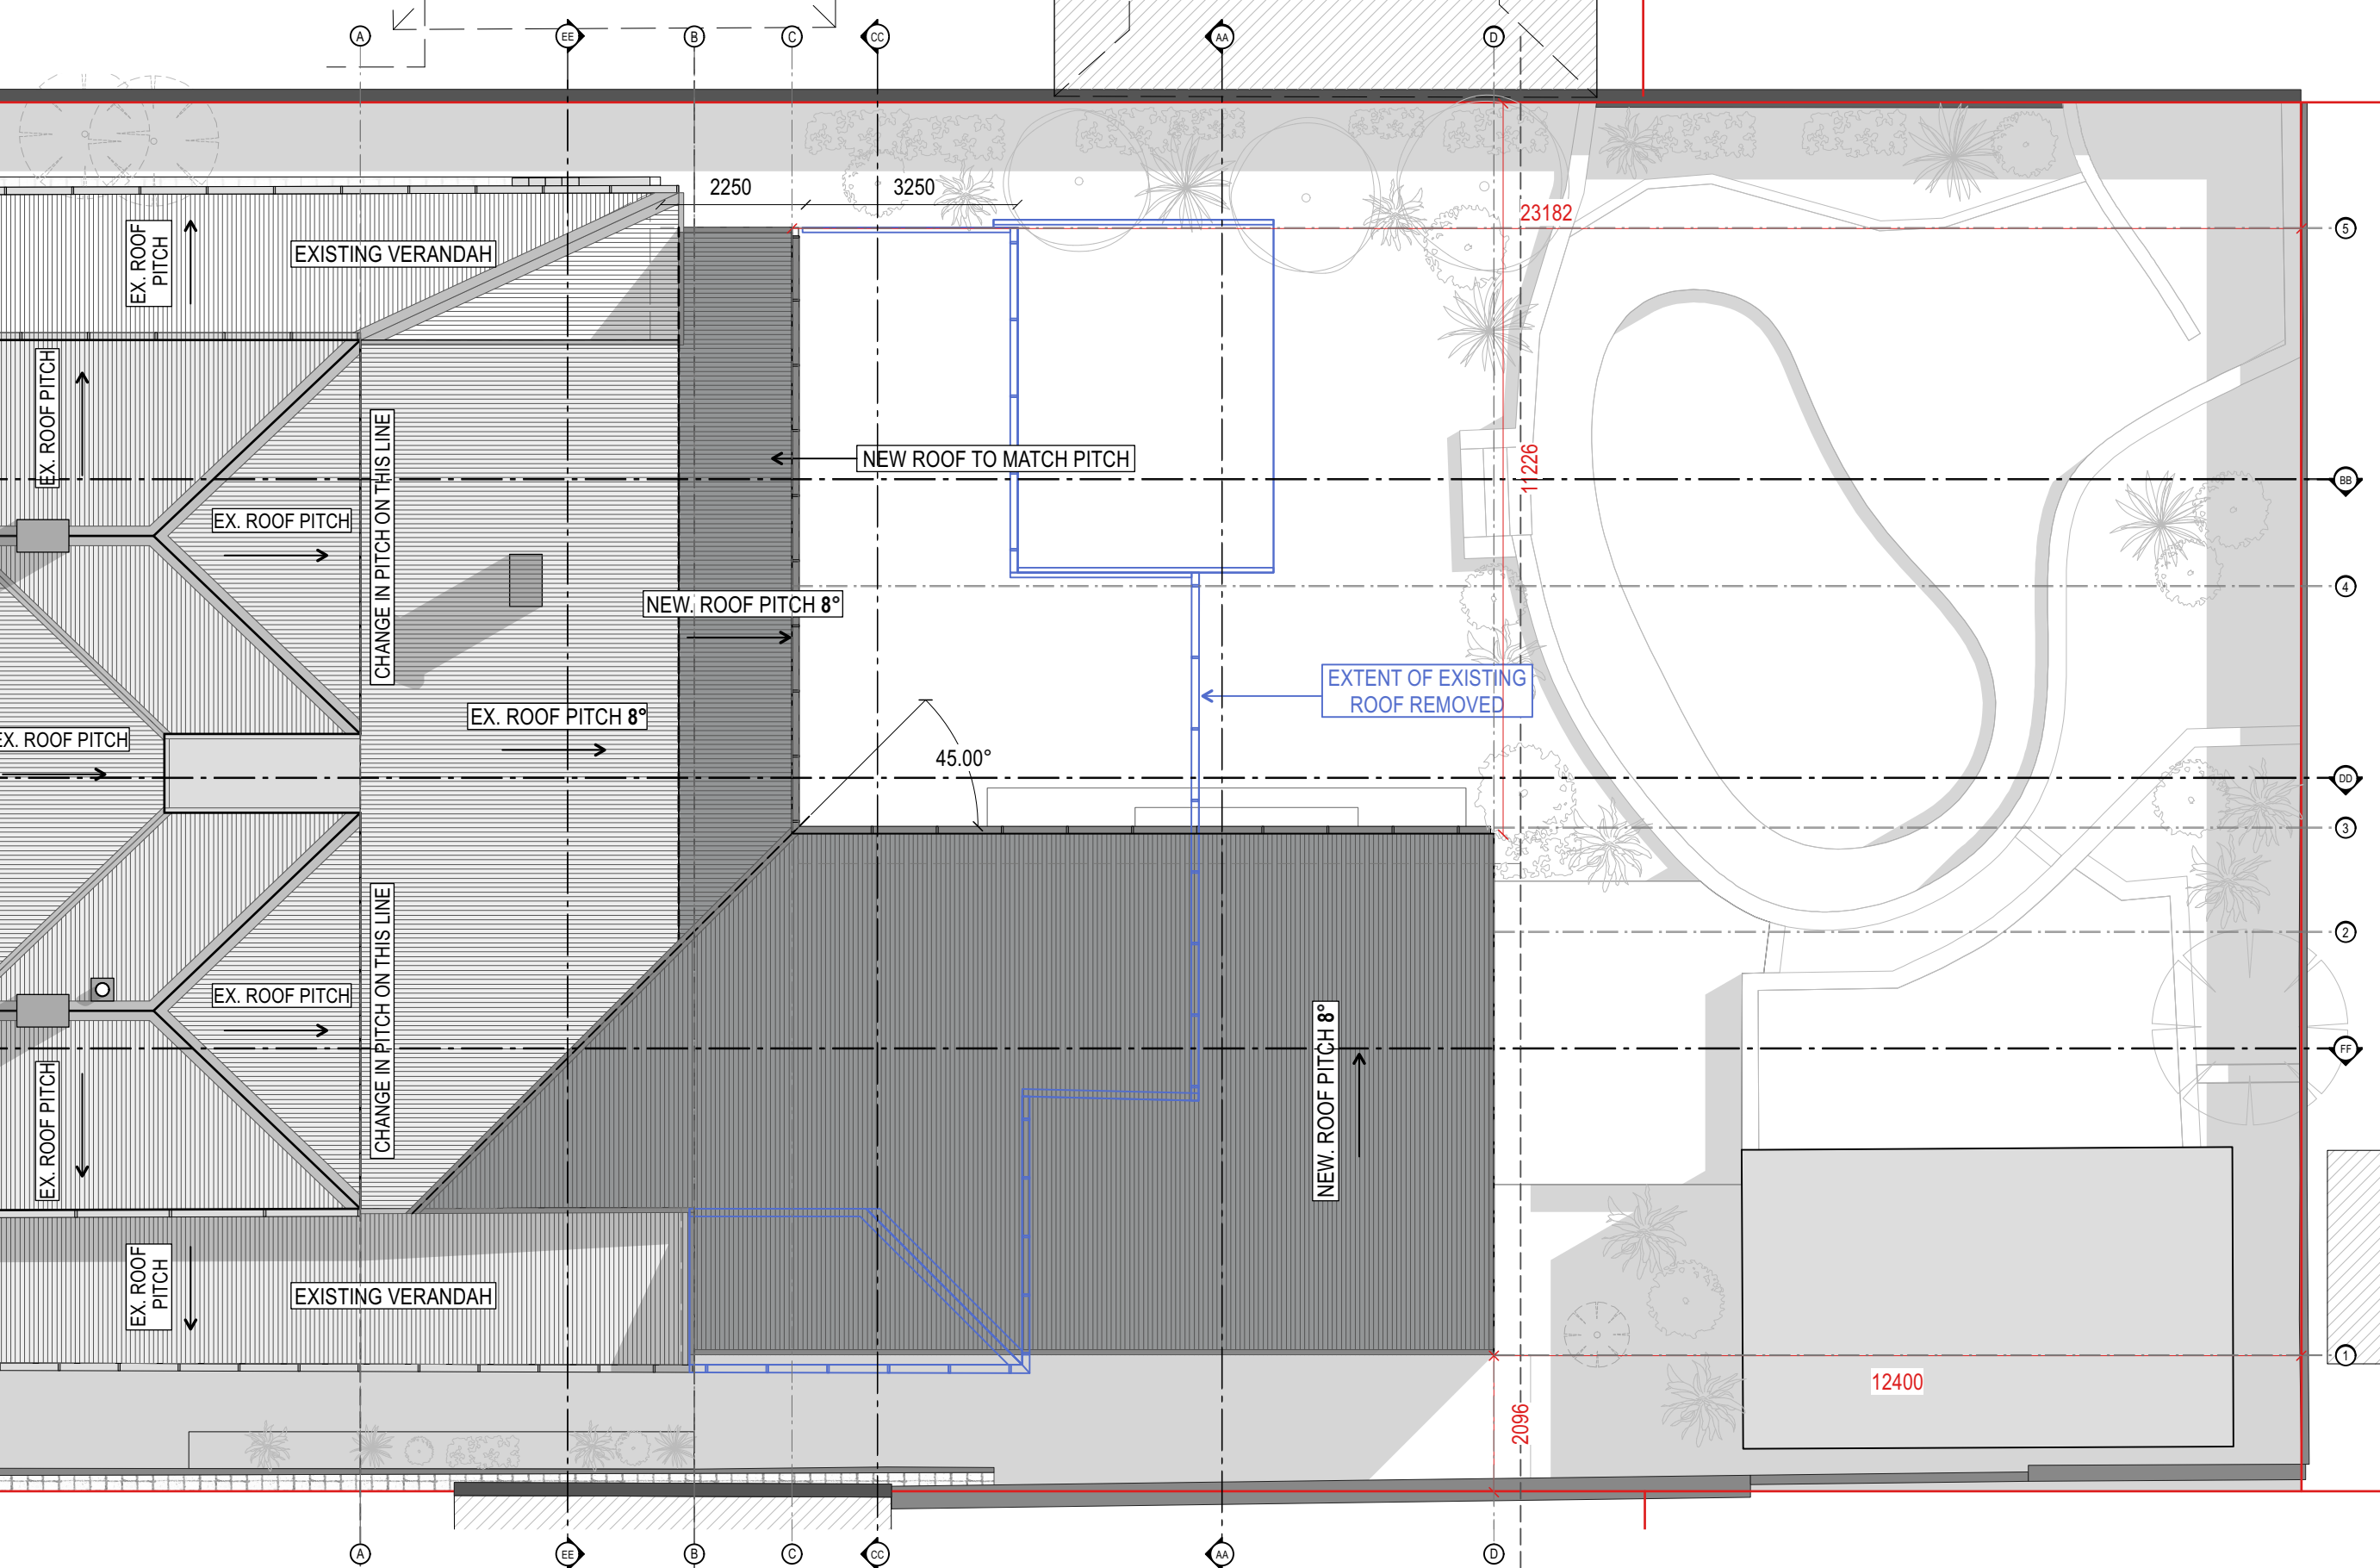 A
EE
B
C
CC
AA
D
2250
3250
23182
5
EX. ROOF
PITCH
EXISTING VERANDAH
EX. ROOF PITCH
CHANGE IN PITCH ON THIS LINE
NEW ROOF TO MATCH PITCH
11226
BB
EX. ROOF PITCH
NEW. ROOF PITCH 8°
4
EXTENT OF EXISTING
ROOF REMOVED
EX. ROOF PITCH 8°
EX. ROOF PITCH
45.00°
DD
3
2
EX. ROOF PITCH
CHANGE IN PITCH ON THIS LINE
NEW. ROOF PITCH 8°
FF
EX. ROOF PITCH
EX. ROOF
PITCH
EXISTING VERANDAH
1
12400
2096
A
EE
B
C
CC
AA
D